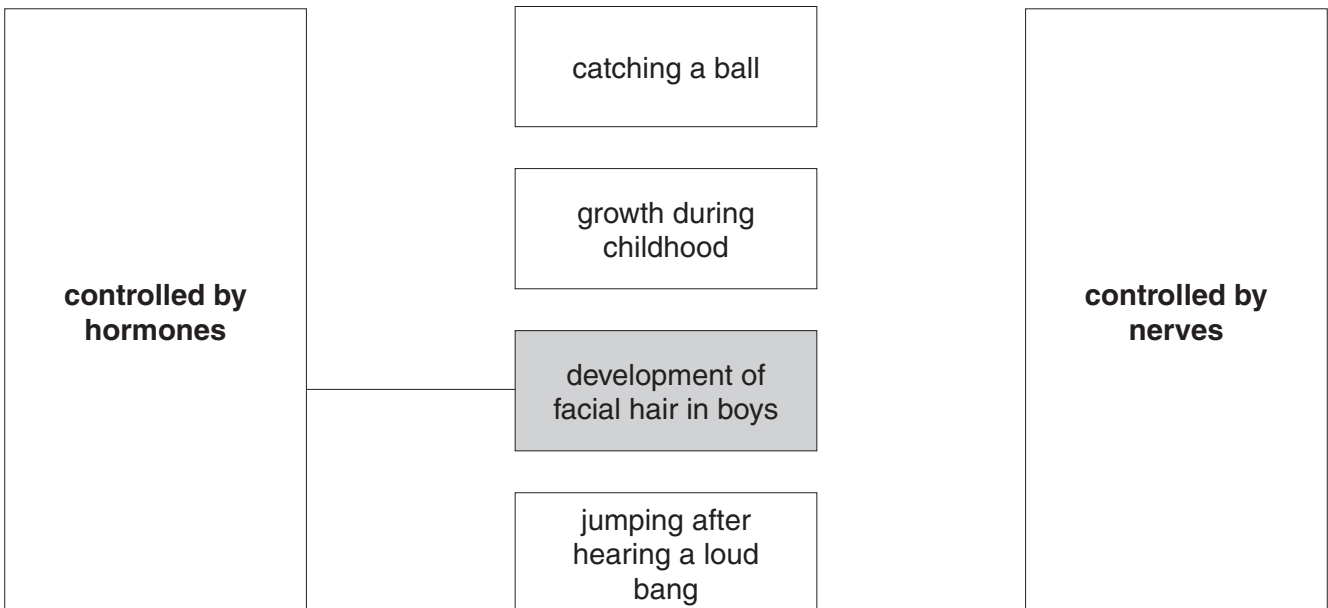 catching a ball
growth during
childhood
controlled by
hormones
controlled by
nerves
development of
facial hair in boys
jumping after
hearing a loud
bang